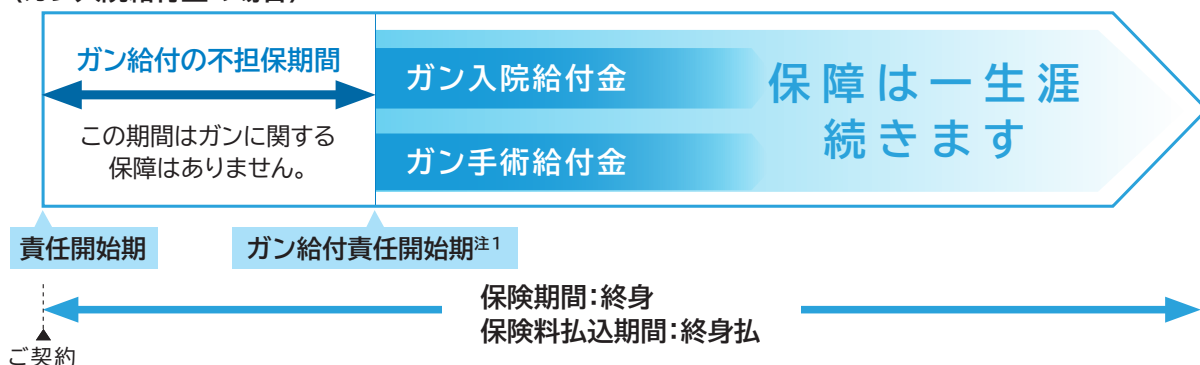 ガン給付の不担保期間
この期間はガンに関する
保障はありません。
ガン入院給付金
ガン手術給付金
保障は一生涯
続きます
責任開始期
ガン給付責任開始期注1
保険期間：終身
保険料払込期間：終身払
ご契約